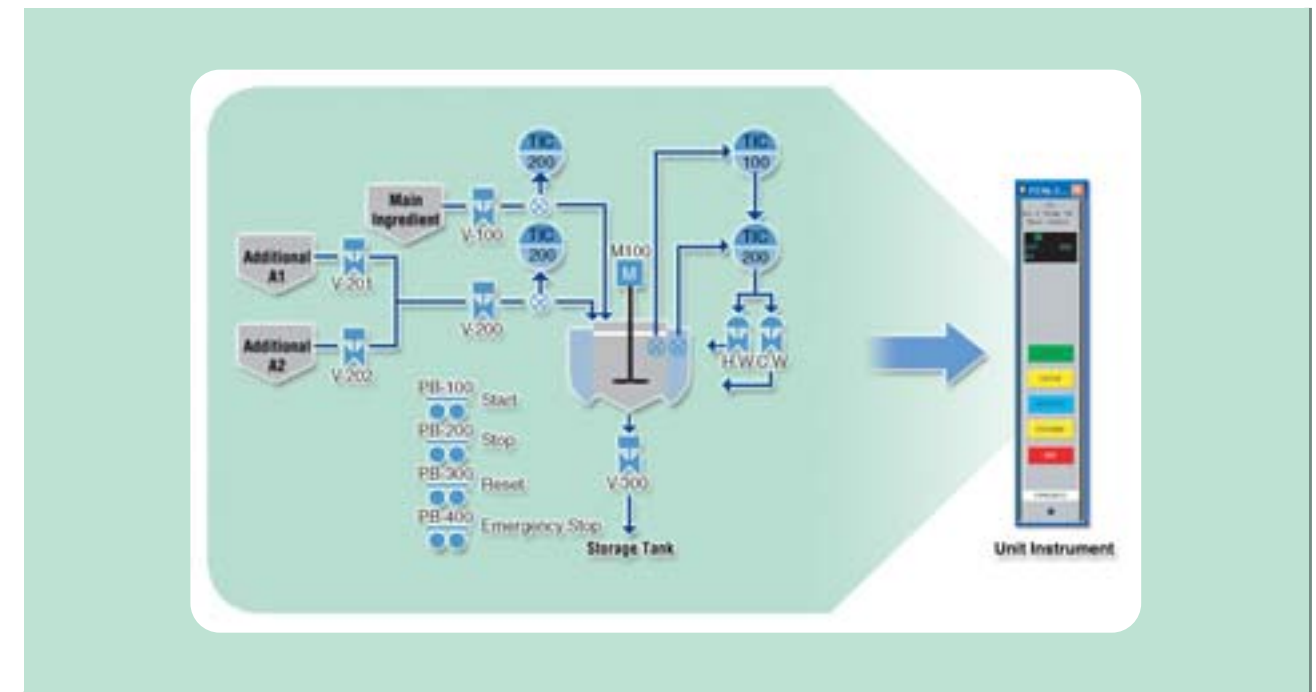 TIC
200
TIC
100
Main
Ingredient
V-100
TIC
200
M100
M
TIC
200
Additional
A1
V-201
V-200
Additional
A2
V-202
H.W.C.W.
PB-100
Start
PB-200
Stop
PB-300
Reset
PB-400
Emergency Stop
V-300
Storage Tank
Unit Instrument